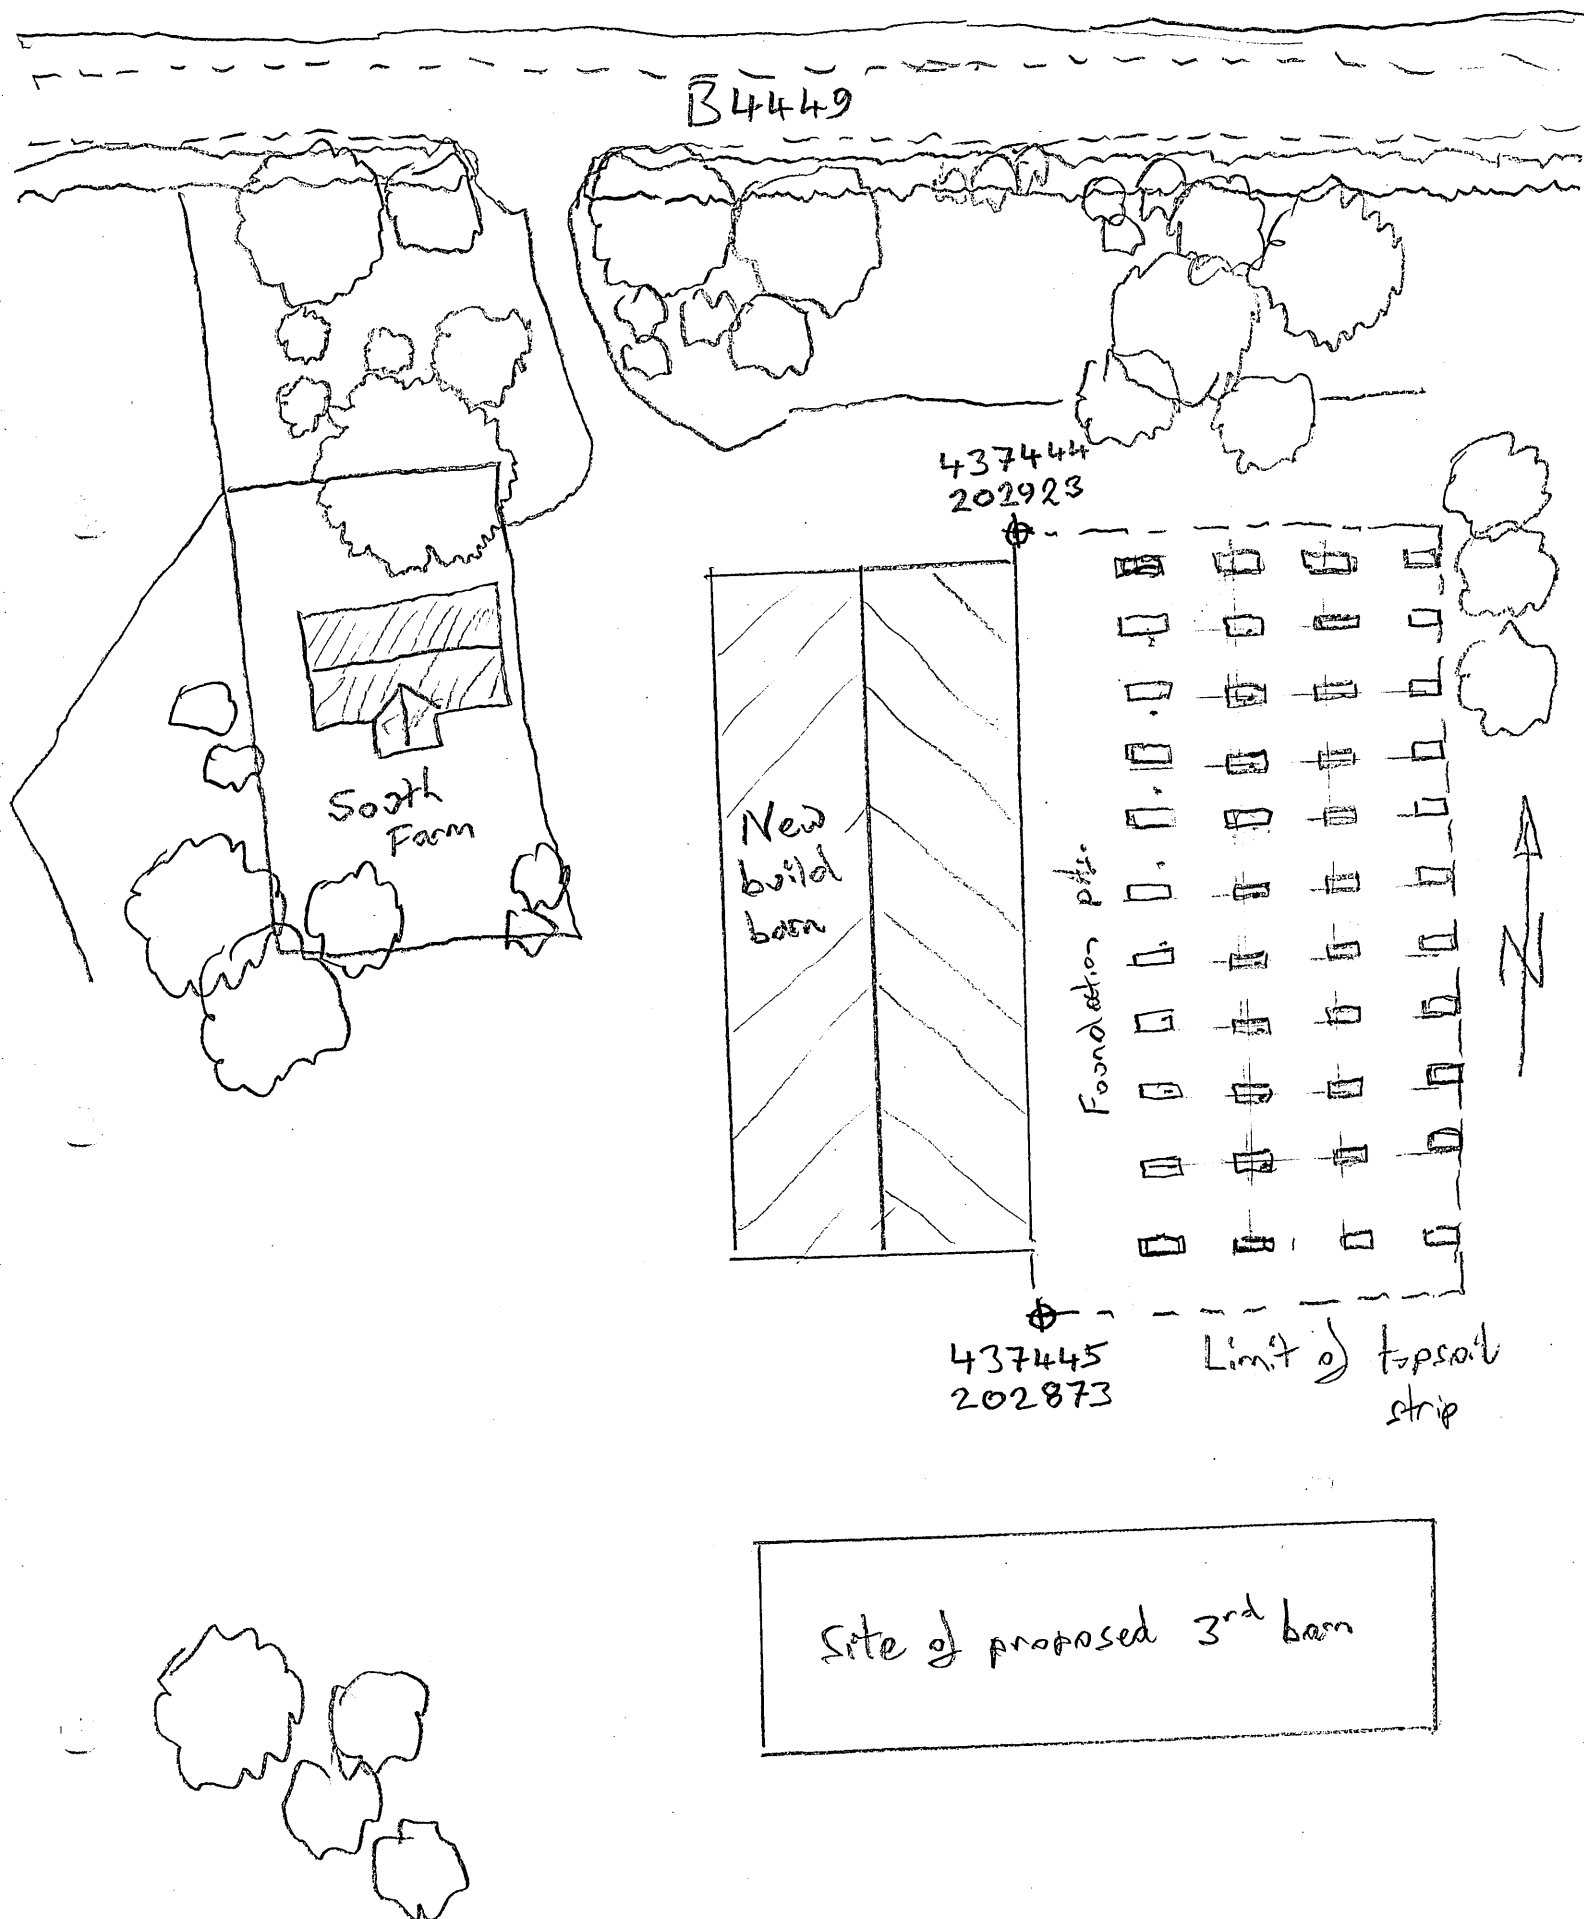 B4449
437444
202923
South
Farm
New
build
barn
Foundation pits.
N
437445
202873
Limit of topsoil
strip
Site of proposed 3rd barn